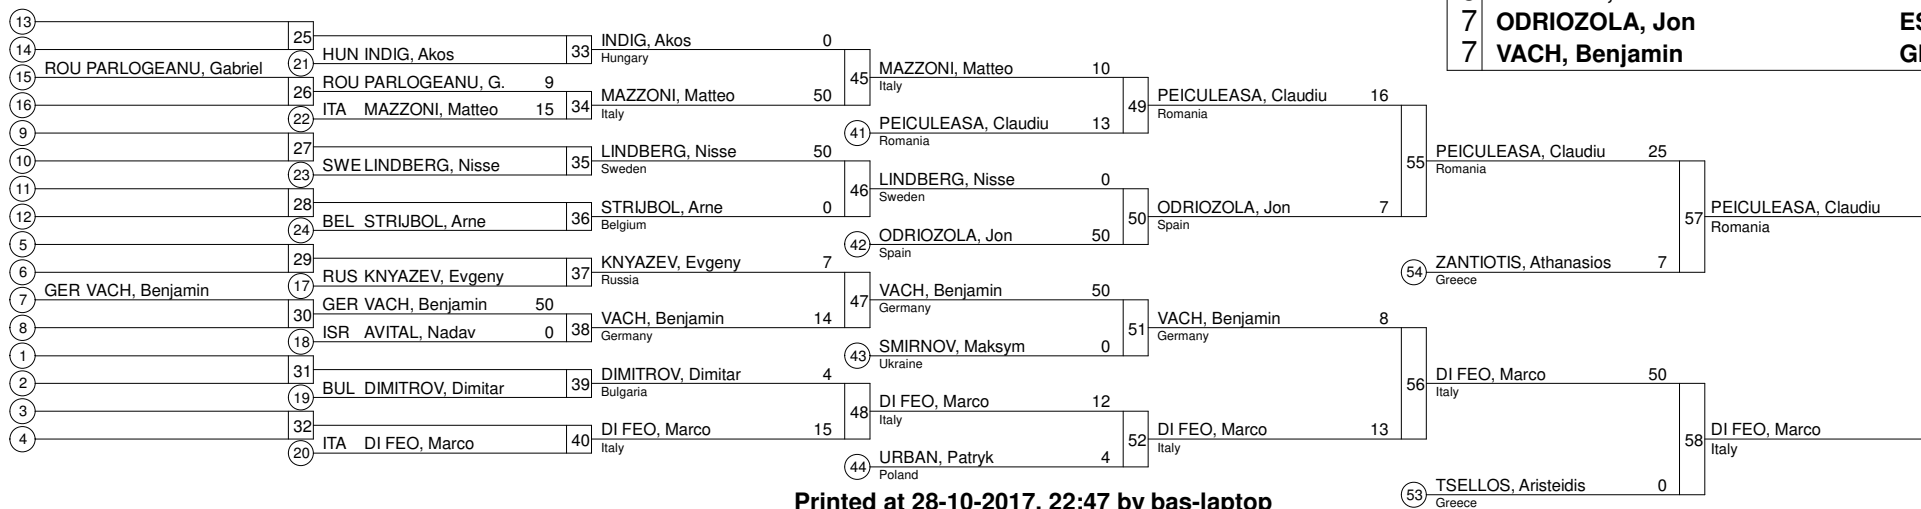 13
14
15 ROU PARLOGEANU, Gabriel
16
9
10
11
12
5
6
7 GER VACH, Benjamin
8
1
2
3
4
25
21 HUN INDIG, Akos
26 ROU PARLOGEANU, G. 9
22 ITA MAZZONI, Matteo 15
27
23 SWE LINDBERG, Nisse
28
24 BEL STRIJBOL, Arne
29
17 RUS KNYAZEV, Evgeny
30 GER VACH, Benjamin 50
18 ISR AVITAL, Nadav 0
31
19 BUL DIMITROV, Dimitar
32
20 ITA DI FEO, Marco
33 INDIG, Akos 0
Hungary
34 MAZZONI, Matteo 50
Italy
35 LINDBERG, Nisse 50
Sweden
36 STRIJBOL, Arne 0
Belgium
37 KNYAZEV, Evgeny 7
Russia
38 VACH, Benjamin 14
Germany
39 DIMITROV, Dimitar 4
Bulgaria
40 DI FEO, Marco 15
Italy
45 MAZZONI, Matteo 10
Italy
41 PEICULEASA, Claudiu 13
Romania
46 LINDBERG, Nisse 0
Sweden
42 ODRIOZOLA, Jon 50
Spain
47 VACH, Benjamin 50
Germany
43 SMIRNOV, Maksym 0
Ukraine
48 DI FEO, Marco 12
Italy
44 URBAN, Patryk 4
Poland
49 PEICULEASA, Claudiu 16
Romania
50 ODRIOZOLA, Jon 7
Spain
51 VACH, Benjamin 8
Germany
52 DI FEO, Marco 13
Italy
55 PEICULEASA, Claudiu 25
Romania
54 ZANTIOTIS, Athanasios 7
Greece
56 DI FEO, Marco 50
Italy
53 TSELLOS, Aristeidis 0
Greece
57 PEICULEASA, Claudiu
Romania
58 DI FEO, Marco
Italy
7 ODRIOZOLA, Jon ES
7 VACH, Benjamin
Printed at 28-10-2017, 22:47 by bas-laptop